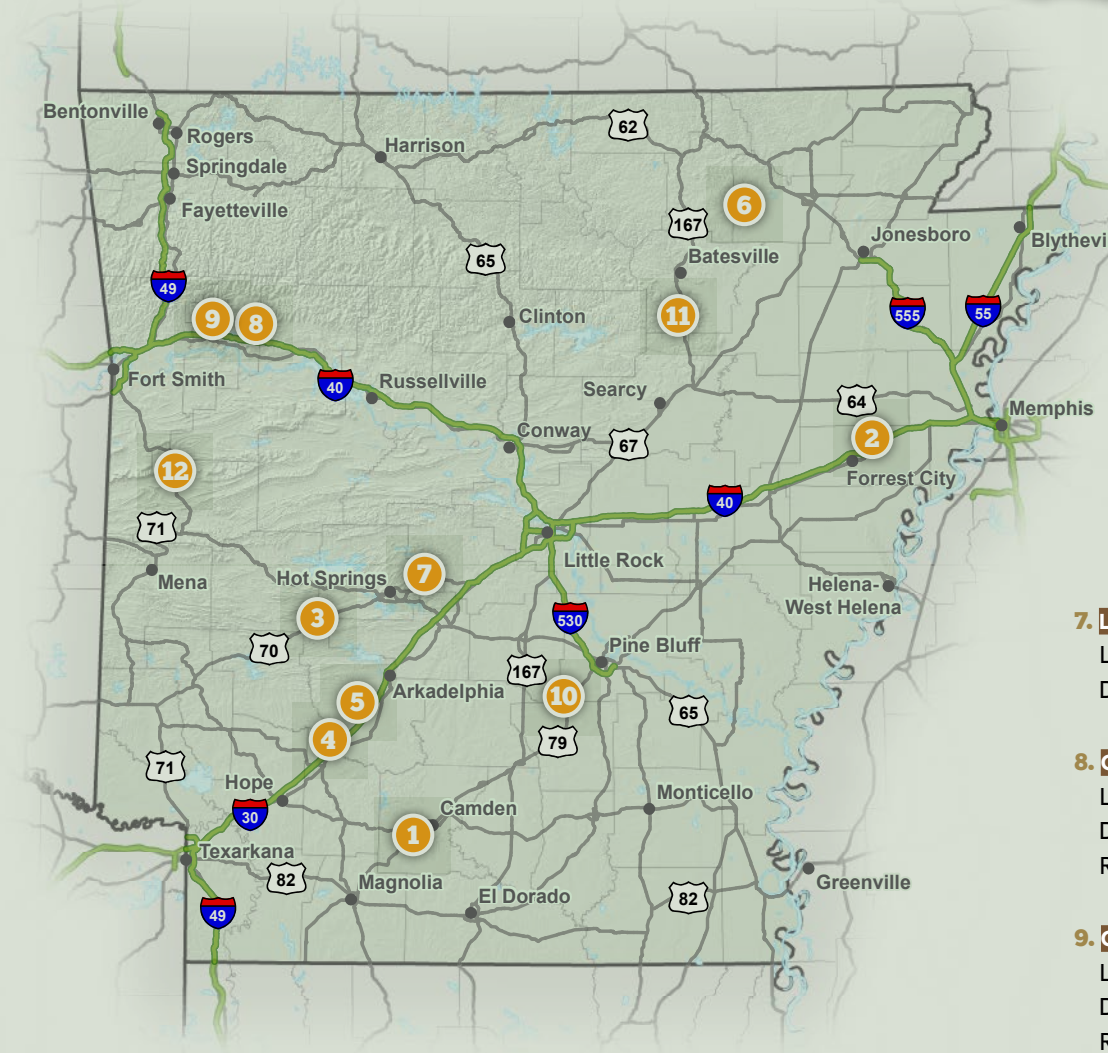 62
Bentonville
Rogers
Harrison
Springdale
6
Fayetteville
167
Jonesboro
65
Batesville
49
9
8
Clinton
11
555
55
Fort Smith
40
Russellville
Searcy
64
Memphis
Conway
67
2
12
Forrest City
40
71
Little Rock
Mena
Hot Springs
7
Helena-
West Helena
3
530
70
Pine Bluff
7.
167
Arkadelphia
5
10
65
4
79
71
8.
Hope
Monticello
30
Camden
1
Texarkana
82
Magnolia
El Dorado
82
Greenville
49
9.